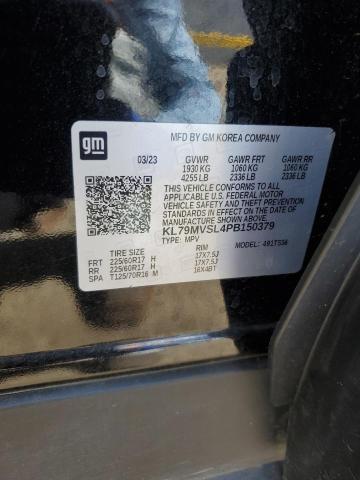 gm
MFD BY GM KOREA COMPANY
03/23 GVWR GAWR FRT GAWR RR
1930 KG 1060 KG 1060 KG
4255 LB 2336 LB 2336 LB
THIS VEHICLE CONFORMS TO ALL
APPLICABLE U.S. FEDERAL MOTOR
VEHICLE SAFETY
THEFT PREVENTION STANDARDS IN EFFECT ON
THE DATE OF MANUFACTURE SHOWN ABOVE.
KL79MVSL4PB150379
TYPE: MPV MODEL:
TIRE SIZE RIM
FRT 225/60R17 H 17X7.5J
RR 225/60R17 H 17X7.5J
SPA T125/70R16 M 16X4BT